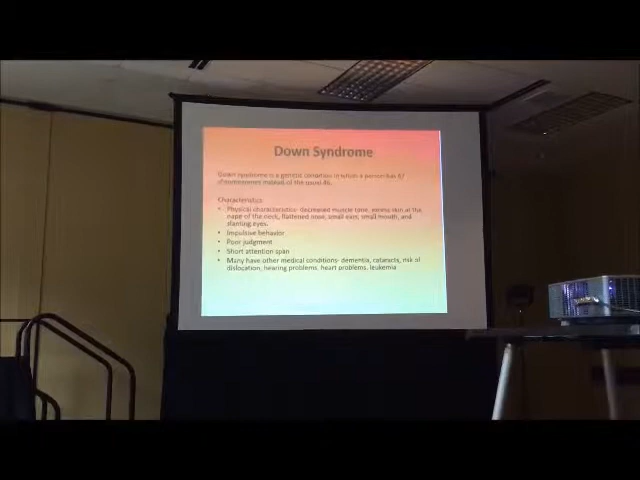 Down Syndrome
Down syndrome is a genetic condition in which a person has 47
chromosomes instead of the usual 46.
Characteristics
• Physical characteristics- decreased muscle tone, excess skin at the
nape of the neck, flattened nose, small ears, small mouth, and
slanting eyes.
• Impulsive behavior
• Poor judgment
• Short attention span
• Many have other medical conditions- dementia, cataracts, risk of
dislocation, hearing problems, heart problems, leukemia